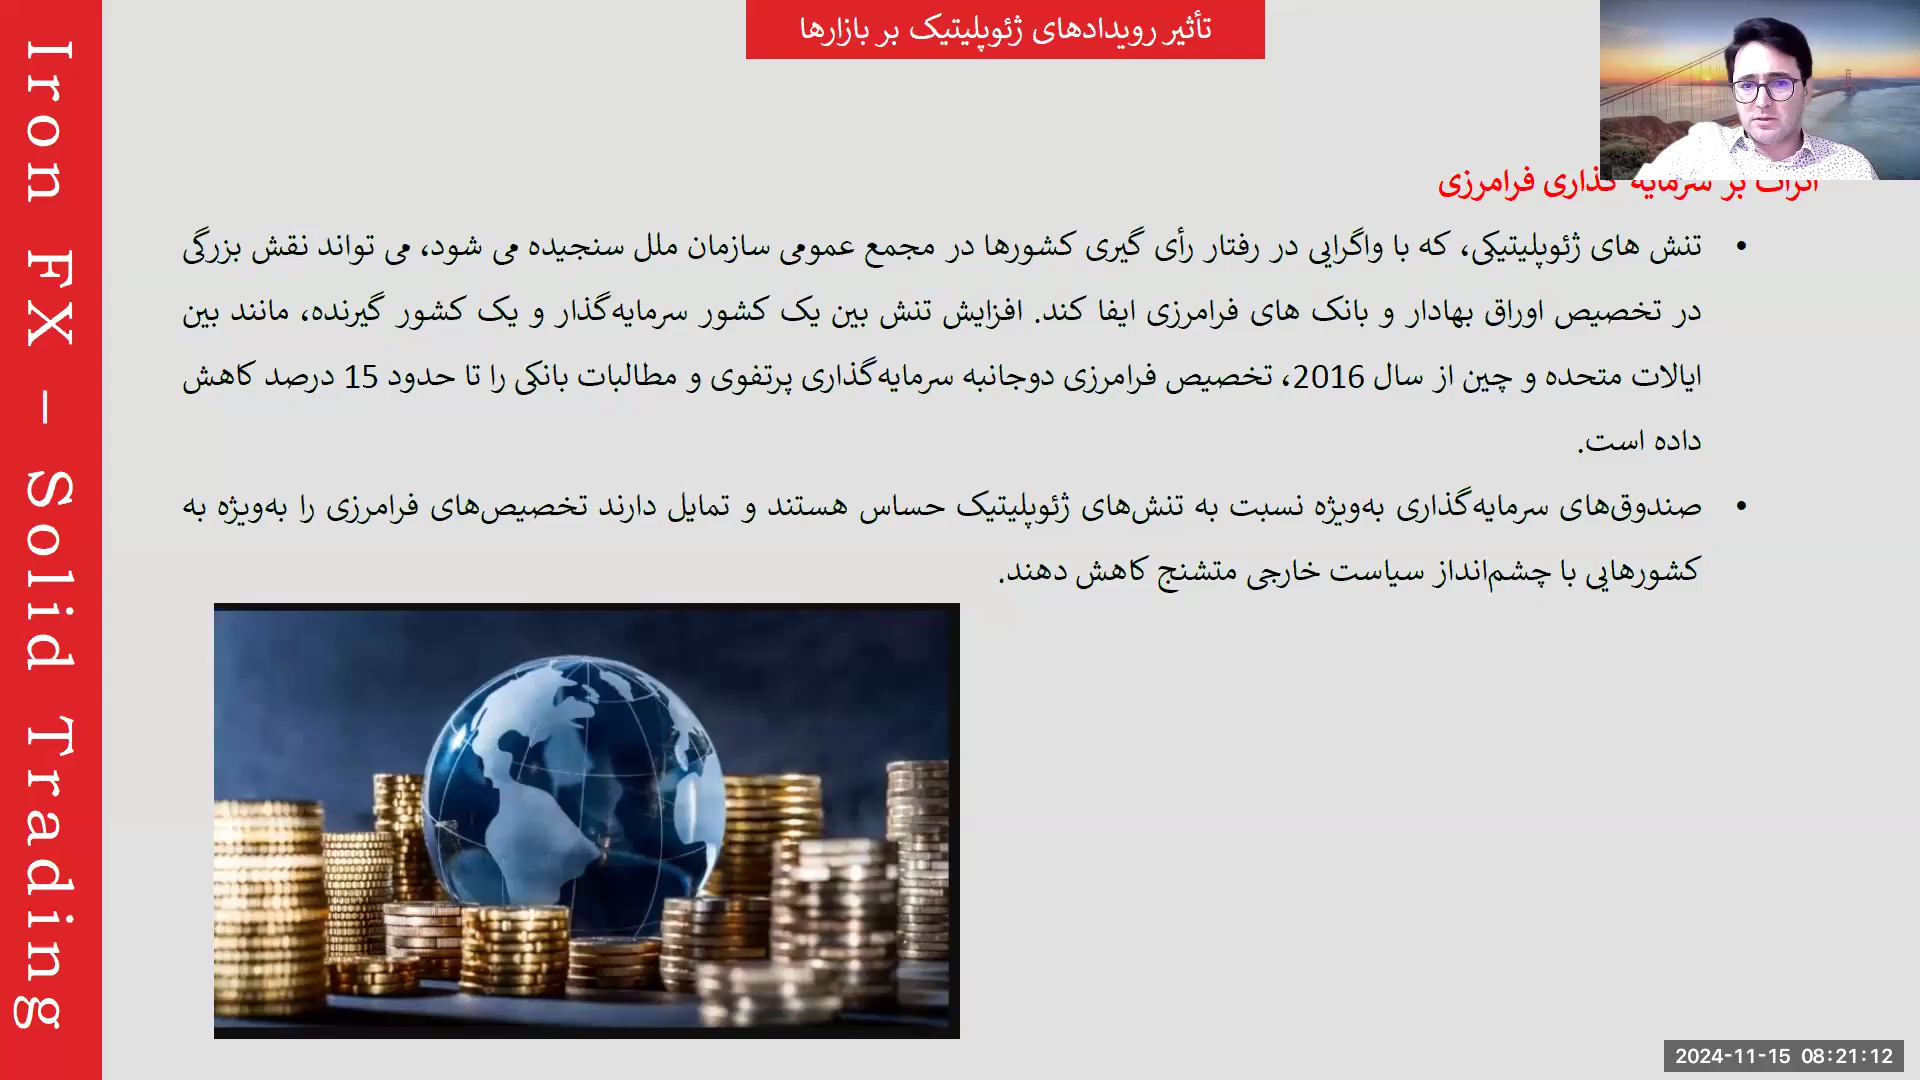 Iron FX – Solid Trading
تأثیر رویدادهای ژئوپلیتیک بر بازارها
اثرات بر سرمایه گذاری فرامرزی
• تنش های ژئوپلیتیکی، که با واگرایی در رفتار رأی گیری کشورها در مجمع عمومی سازمان ملل سنجیده می شود، می تواند نقش بزرگی
در تخصیص اوراق بهادار و بانک های فرامرزی ایفا کند. افزایش تنش بین یک کشور سرمایه‌گذار و یک کشور گیرنده، مانند بین
ایالات متحده و چین از سال 2016، تخصیص فرامرزی دوجانبه سرمایه‌گذاری پرتفوی و مطالبات بانکی را تا حدود 15 درصد کاهش
داده است.
• صندوق‌های سرمایه‌گذاری به‌ویژه نسبت به تنش‌های ژئوپلیتیک حساس هستند و تمایل دارند تخصیص‌های فرامرزی را به‌ویژه به
کشورهایی با چشم‌انداز سیاست خارجی متشنج کاهش دهند.
2024-11-15 08:21:12